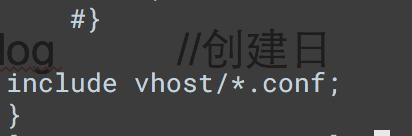 #}
log //创建日
include vhost/*.conf;
}